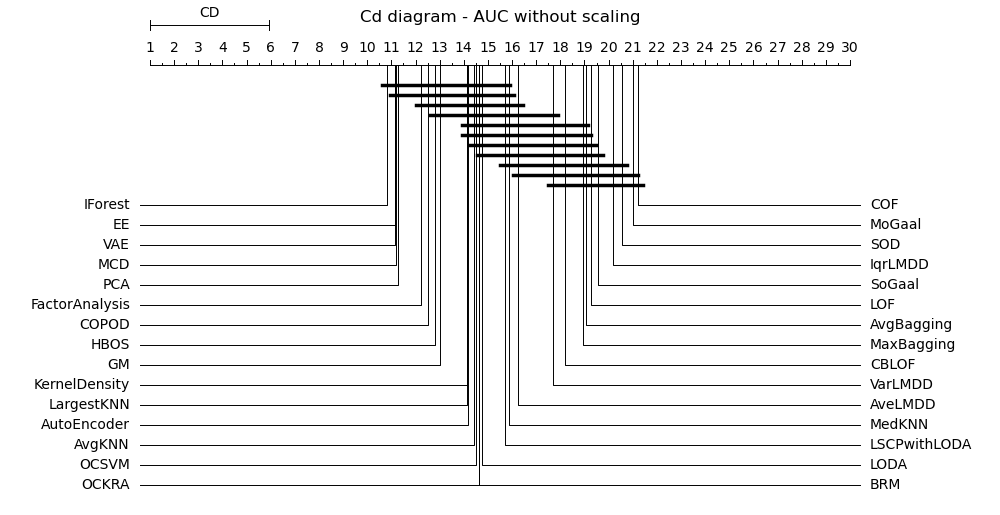 CD
Cd diagram - AUC without scaling
1 2 3 4 5 6 7 8 9 10 11 12 13 14 15 16 17 18 19 20 21 22 23 24 25 26 27 28 29 30
IForest COF
EE MoGaal
VAE SOD
MCD IqrLMDD
PCA SoGaal
FactorAnalysis LOF
COPOD AvgBagging
HBOS MaxBagging
GM CBLOF
KernelDensity VarLMDD
LargestKNN AveLMDD
AutoEncoder MedKNN
AvgKNN LSCPwithLODA
OCSVM LODA
OCKRA BRM